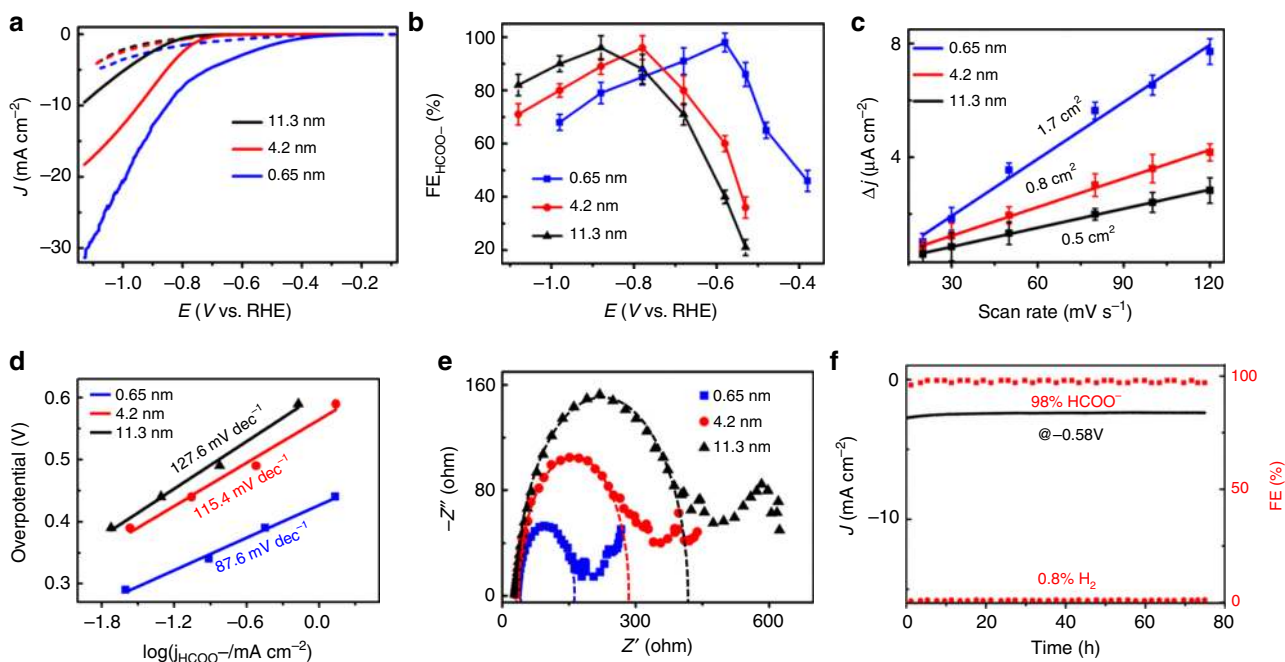 a
0
−10
−20
−30
J (mA cm−2)
11.3 nm
4.2 nm
0.65 nm
−1.0 −0.8 −0.6 −0.4 −0.2
E (V vs. RHE)
b
100
80
60
40
20
FEHCOO− (%)
0.65 nm
4.2 nm
11.3 nm
−1.0 −0.8 −0.6 −0.4
E (V vs. RHE)
c
8
4
Δj (μA cm−2)
0.65 nm
4.2 nm
11.3 nm
1.7 cm2
0.8 cm2
0.5 cm2
30 60 90 120
Scan rate (mV s−1)
d
0.6
0.5
0.4
0.3
Overpotential (V)
0.65 nm
4.2 nm
11.3 nm
127.6 mV dec−1
115.4 mV dec−1
87.6 mV dec−1
−1.8 −1.2 −0.6 0.0
log(jHCOO−/mA cm−2)
e
160
80
0
−Z″ (ohm)
0.65 nm
4.2 nm
11.3 nm
0 200 400 600
Z′ (ohm)
f
0
−10
J (mA cm−2)
98% HCOO−
@−0.58V
0.8% H2
100
50
0
FE (%)
0 20 40 60 80
Time (h)